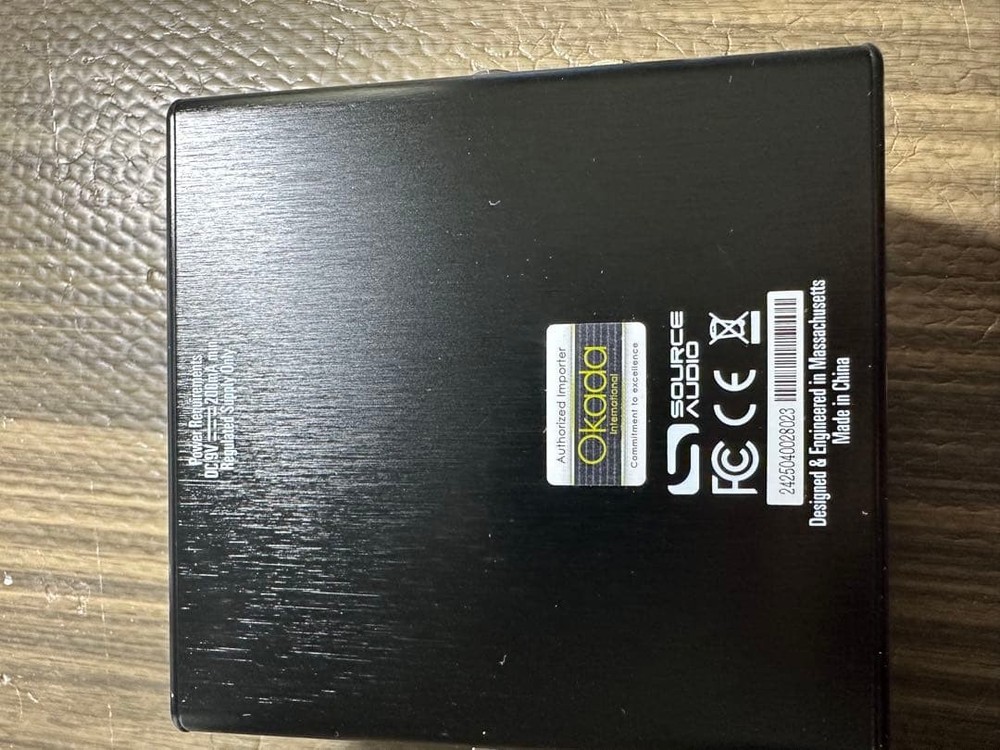 Power Requirements
DC 9V ⎓ 200mA min
Regulated Supply Only
Authorized Importer
Okada
International
Commitment to excellence
SOURCE
AUDIO
FC CE
2425040028023
Designed & Engineered in Massachusetts
Made in China